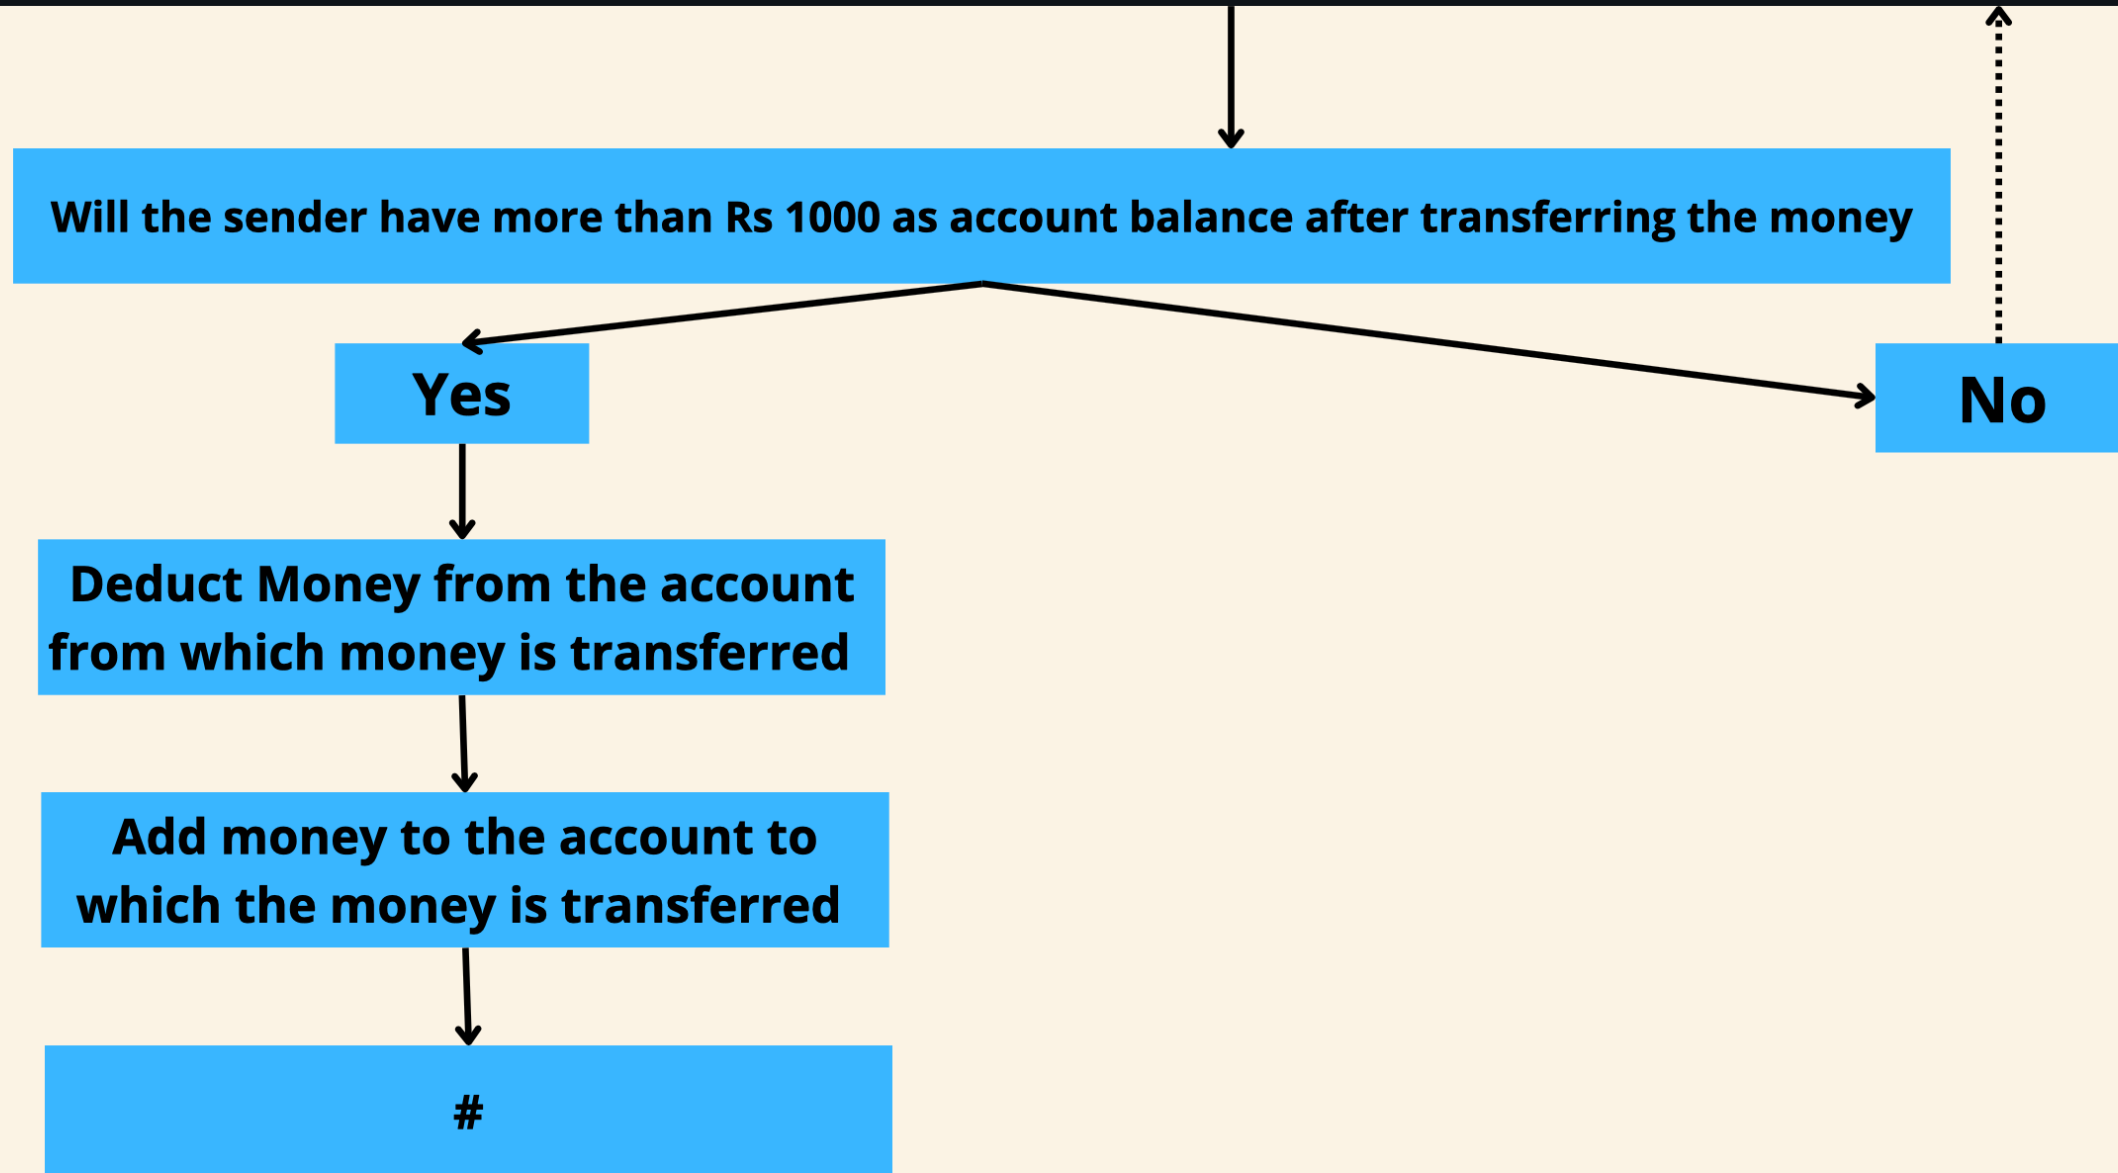 Will the sender have more than Rs 1000 as account balance after transferring the money
Yes
No
Deduct Money from the account
from which money is transferred
Add money to the account to
which the money is transferred
#